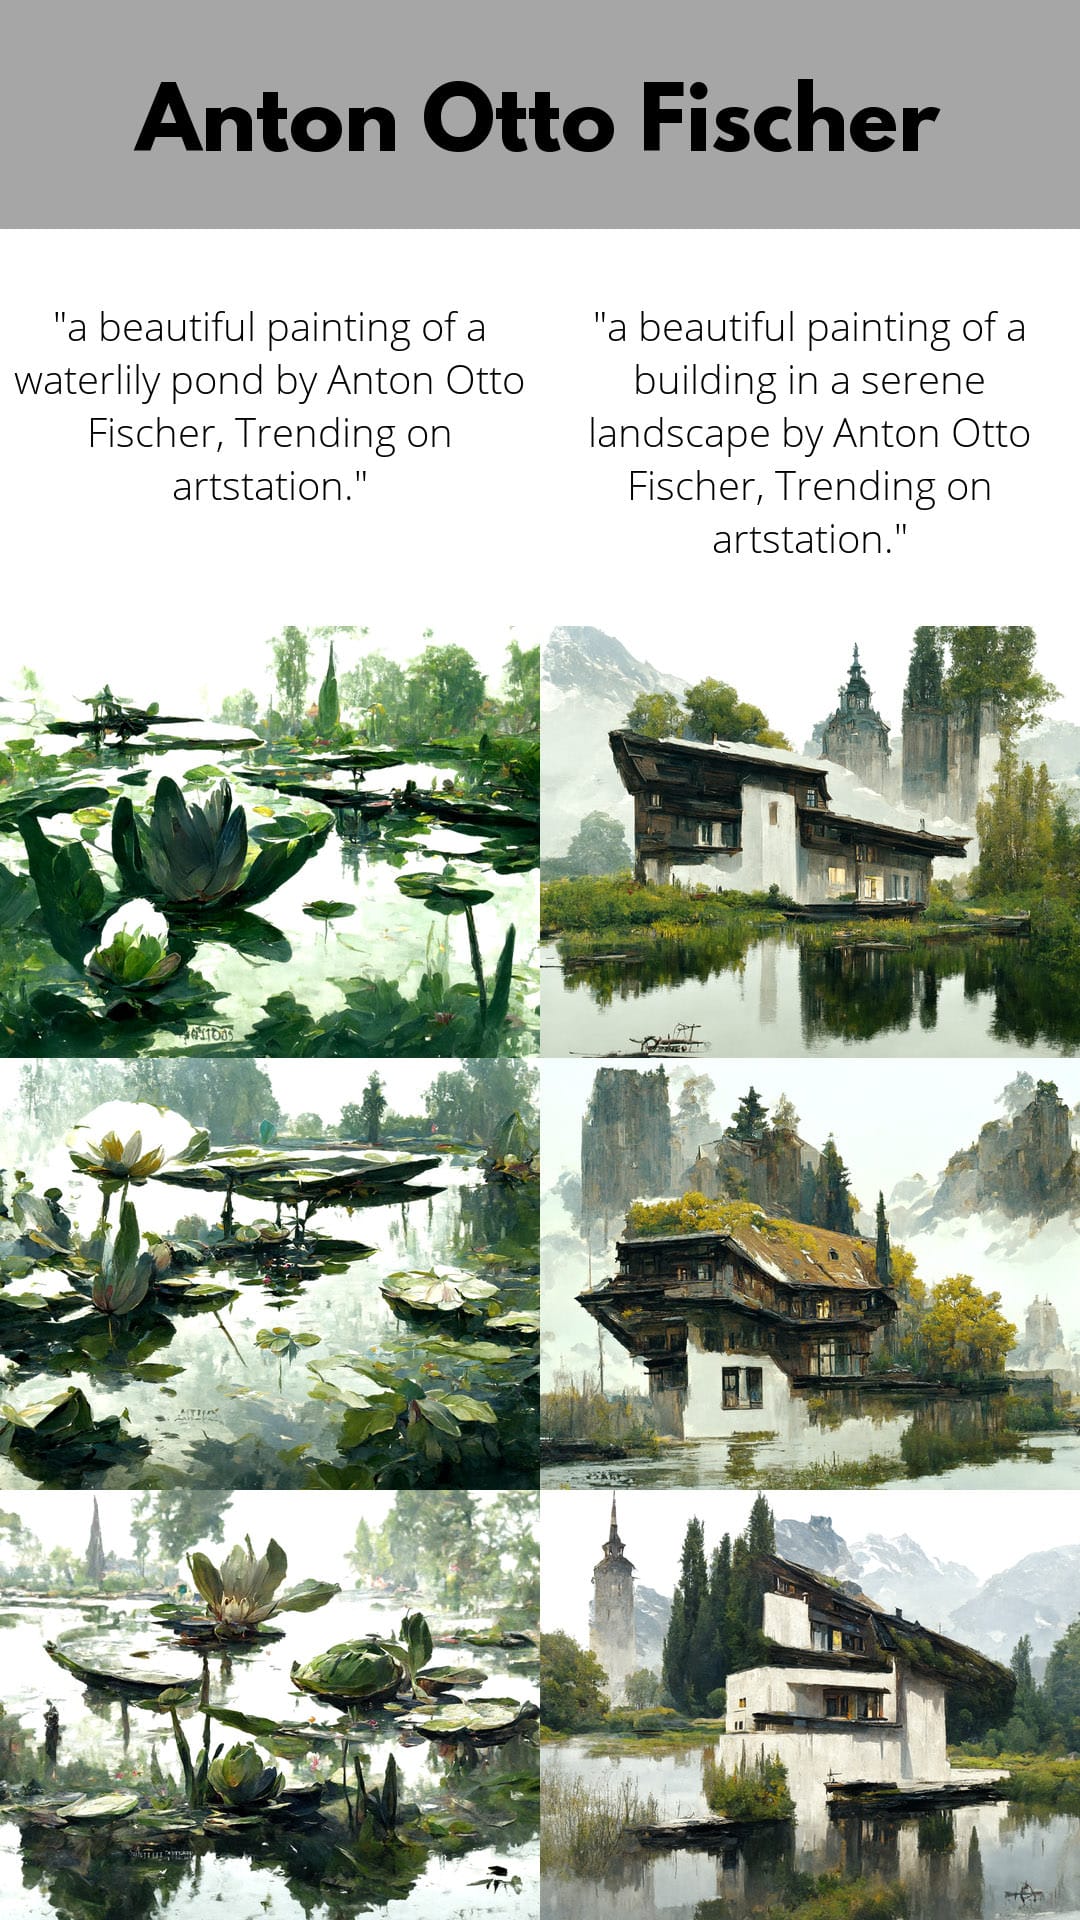 Anton Otto Fischer
"a beautiful painting of a
waterlily pond by Anton Otto
Fischer, Trending on
artstation."
"a beautiful painting of a
building in a serene
landscape by Anton Otto
Fischer, Trending on
artstation."